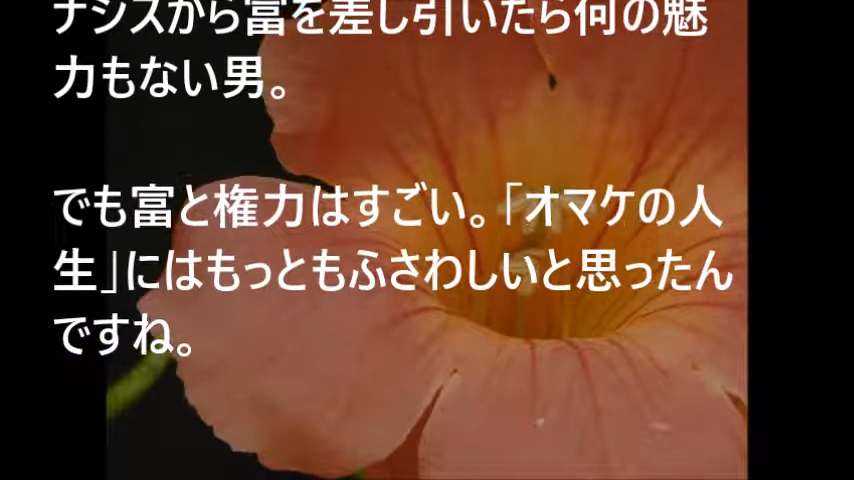 ナシスから富を差し引いたら何の魅
力もない男。
でも富と権力はすごい。「オマケの人
生」にはもっともふさわしいと思ったん
ですね。